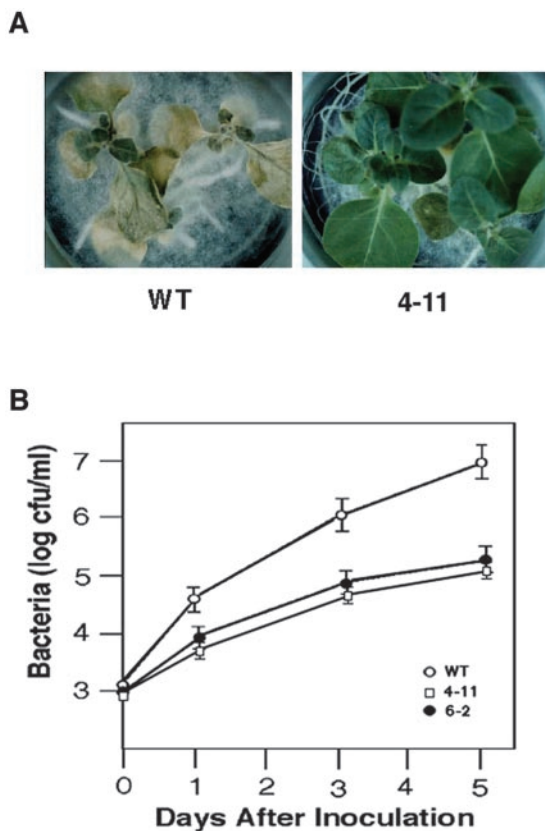 A
WT
4-11
B
Bacteria (log cfu/ml)
7
6
5
4
3
WT
4-11
6-2
0
1
2
3
4
5
Days After Inoculation